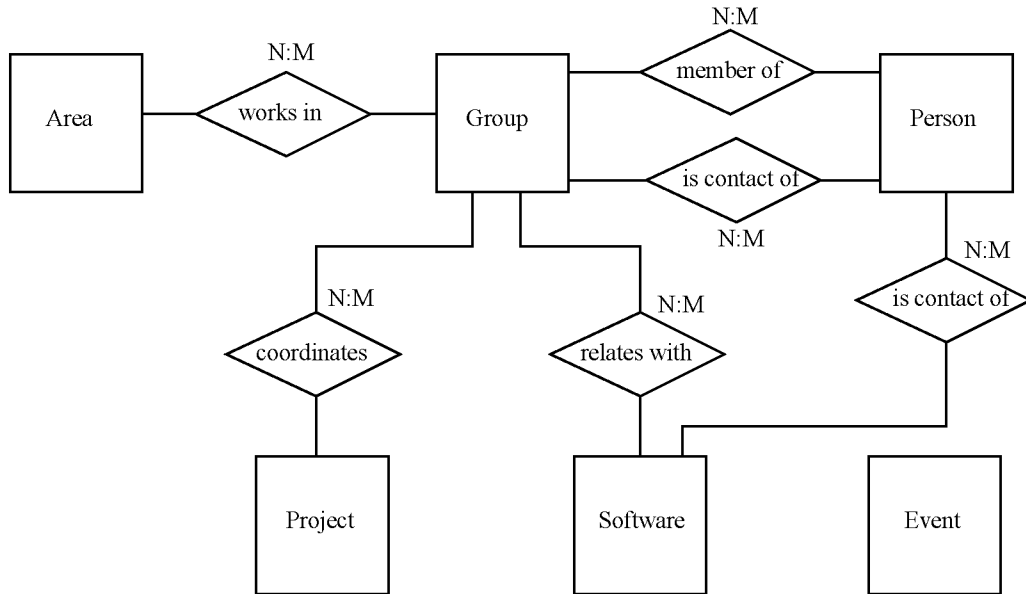 N:M
N:M
Area
works in
Group
member of
Person
is contact of
N:M
N:M
is contact of
N:M
N:M
coordinates
relates with
Project
Software
Event